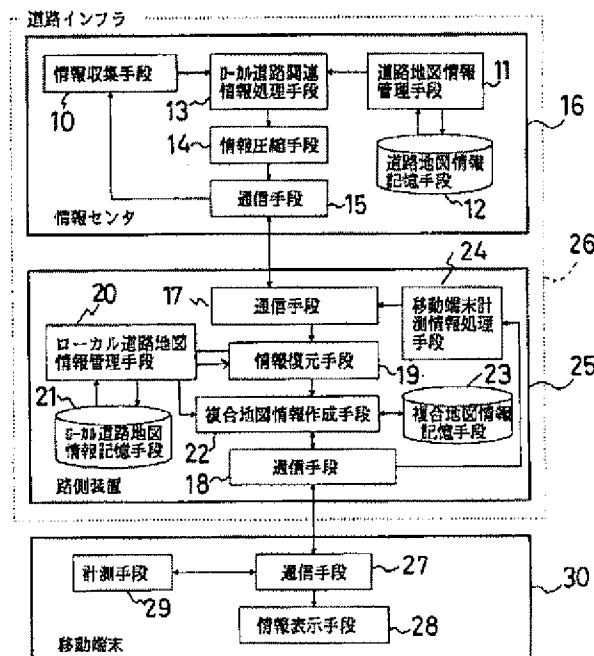 道路インフラ
情報収集手段
10
ローカル道路関連
情報処理手段
13
道路地図情報
管理手段
11
16
14
情報圧縮手段
道路地図情報
記憶手段
12
通信手段
15
情報センタ
26
24
17
通信手段
移動端末計
測情報処理
手段
20
ローカル道路地図
情報管理手段
情報復元手段
19
25
21
ローカル道路地図
情報記憶手段
複合地図情報作成手段
22
23
複合地図情報
記憶手段
通信手段
18
路側装置
計測手段
29
通信手段
27
30
情報表示手段
28
移動端末